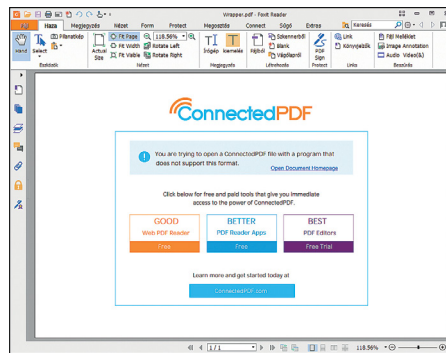 Wrapper.pdf - Foxit Reader
Fájl Haza Megjegyzés Nézet Form Protect Megosztás Connect Súgó Extras Keresés
Hand Select Pillanatkép Actual Size Fit Page Fit Width Fit Visible 118.56% Rotate Left Rotate Right Írógép Kiemelés Fájlból Szkennerből Blank Vágólapról PDF Sign Link Könyvjelzők Fájl Melléklet Image Annotation Audio Video(&)
Eszközök Nézet Megjegyzés Létrehozás Protect Links Beszúrás
ConnectedPDF
You are trying to open a ConnectedPDF file with a program that
does not support this format.
Open Document Homepage
Click below for free and paid tools that give you immediate
access to the power of ConnectedPDF.
GOOD BETTER BEST
Web PDF Reader PDF Reader Apps PDF Editors
Free Free Free Trial
Learn more and get started today at
ConnectedPDF.com
1 / 1 118.56%